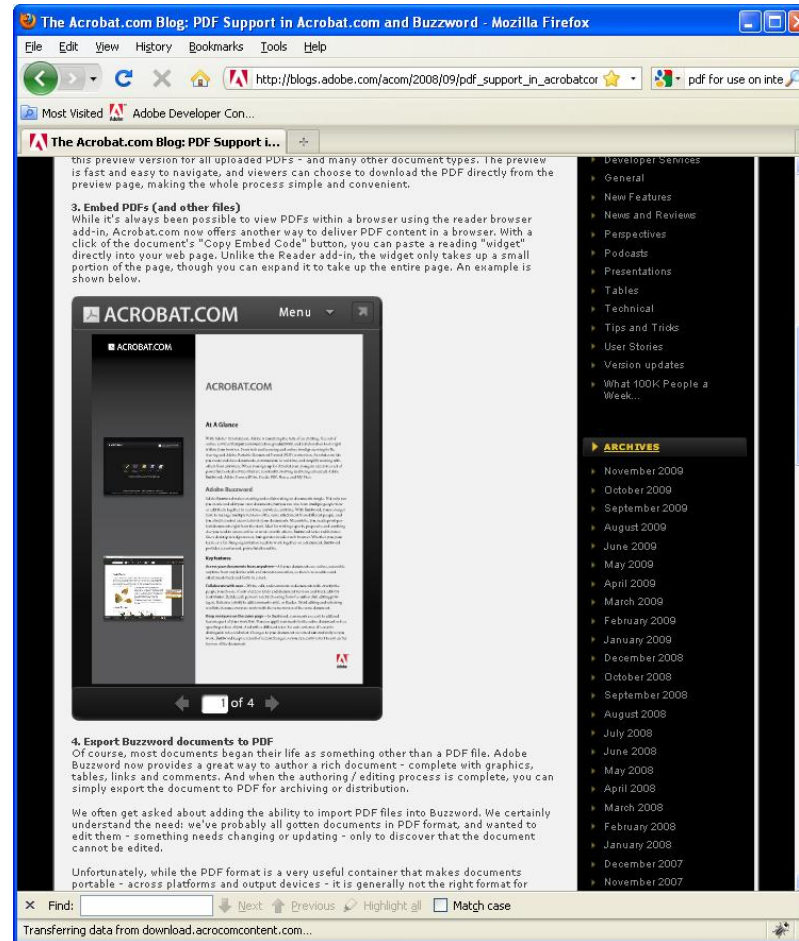 The Acrobat.com Blog: PDF Support in Acrobat.com and Buzzword - Mozilla Firefox
File Edit View History Bookmarks Tools Help
http://blogs.adobe.com/acom/2008/09/pdf_support_in_acrobatcor
pdf for use on inte
Most Visited Adobe Developer Con...
The Acrobat.com Blog: PDF Support i...
this preview version for all uploaded PDFs - and many other document types. The preview
is fast and easy to navigate, and viewers can choose to download the PDF directly from the
preview page, making the whole process simple and convenient.
3. Embed PDFs (and other files)
While it's always been possible to view PDFs within a browser using the reader browser
add-in, Acrobat.com now offers another way to deliver PDF content in a browser. With a
click of the document's "Copy Embed Code" button, you can paste a reading "widget"
directly into your web page. Unlike the Reader add-in, the widget only takes up a small
portion of the page, though you can expand it to take up the entire page. An example is
shown below.
ACROBAT.COM Menu
ACROBAT.COM
ACROBAT.COM
At A Glance
Adobe Buzzword
Key features
1 of 4
4. Export Buzzword documents to PDF
Of course, most documents began their life as something other than a PDF file. Adobe
Buzzword now provides a great way to author a rich document - complete with graphics,
tables, links and comments. And when the authoring / editing process is complete, you can
simply export the document to PDF for archiving or distribution.
We often get asked about adding the ability to import PDF files into Buzzword. We certainly
understand the need: we've probably all gotten documents in PDF format, and wanted to
edit them - something needs changing or updating - only to discover that the document
cannot be edited.
Unfortunately, while the PDF format is a very useful container that makes documents
portable - across platforms and output devices - it is generally not the right format for
Developer Services
General
New Features
News and Reviews
Perspectives
Podcasts
Presentations
Tables
Technical
Tips and Tricks
User Stories
Version updates
What 100K People a
Week...
ARCHIVES
November 2009
October 2009
September 2009
August 2009
June 2009
May 2009
April 2009
March 2009
February 2009
January 2009
December 2008
October 2008
September 2008
August 2008
July 2008
June 2008
May 2008
April 2008
March 2008
February 2008
January 2008
December 2007
November 2007
Find: Next Previous Highlight all Match case
Transferring data from download.acrocomcontent.com...